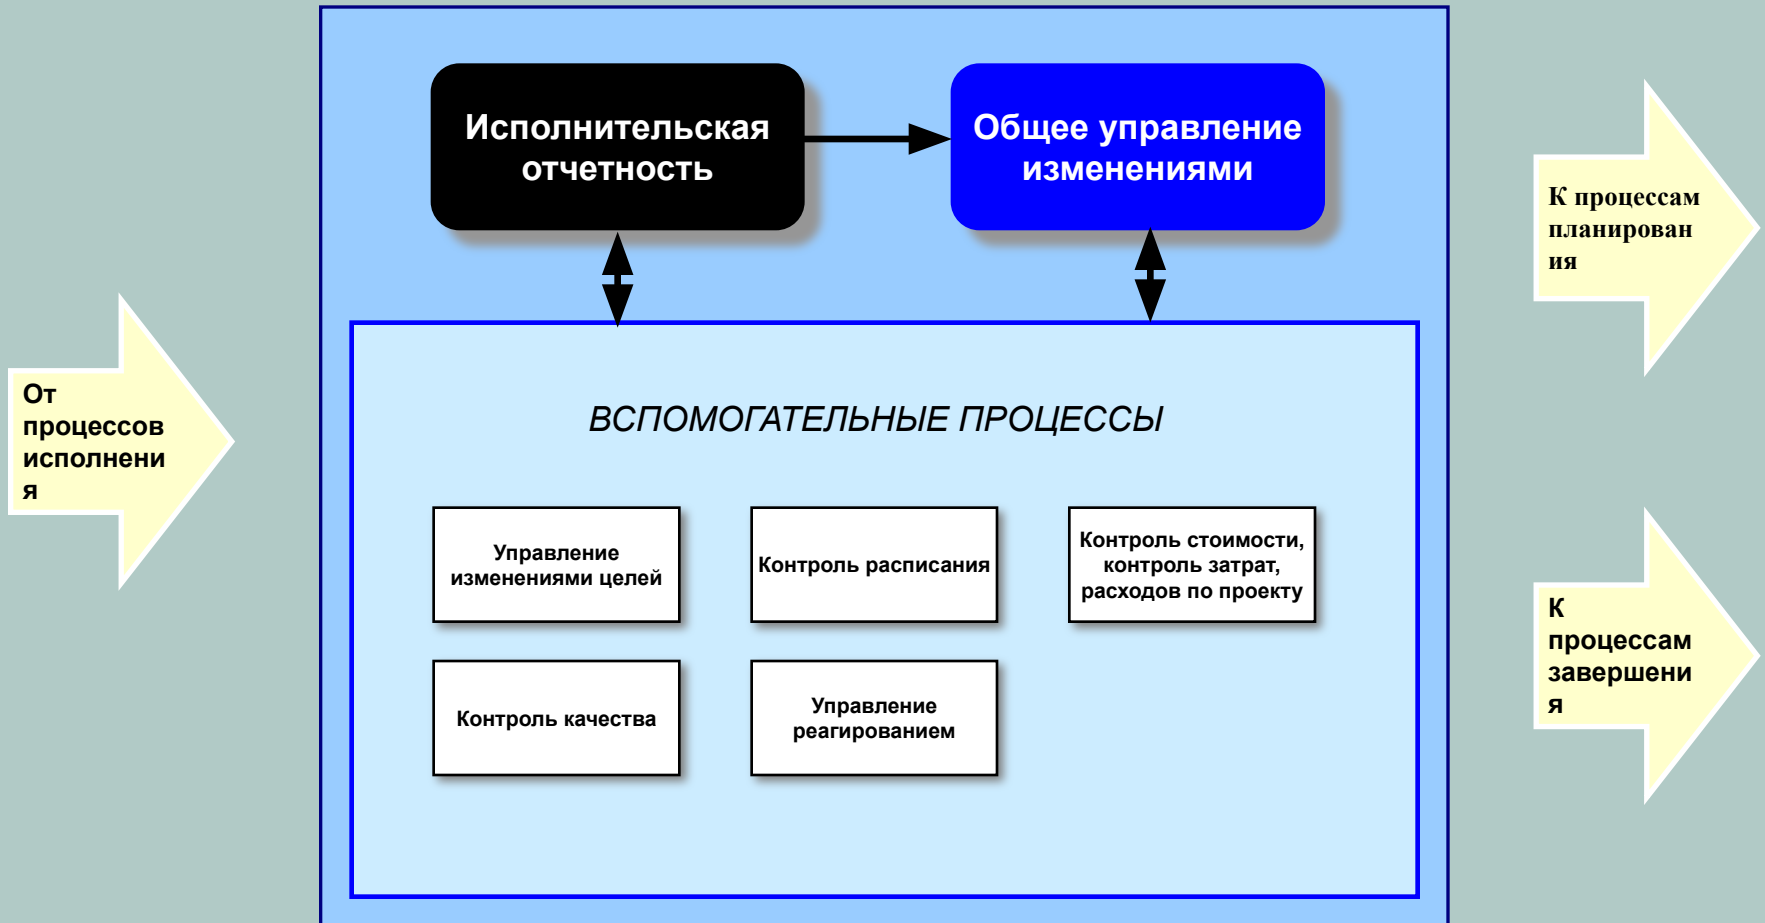 Исполнительская
отчетность
Общее управление
изменениями
К процессам
планирован
ия
От
процессов
исполнени
я
ВСПОМОГАТЕЛЬНЫЕ ПРОЦЕССЫ
Управление
изменениями целей
Контроль расписания
Контроль стоимости,
контроль затрат,
расходов по проекту
К
процессам
завершени
я
Контроль качества
Управление
реагированием